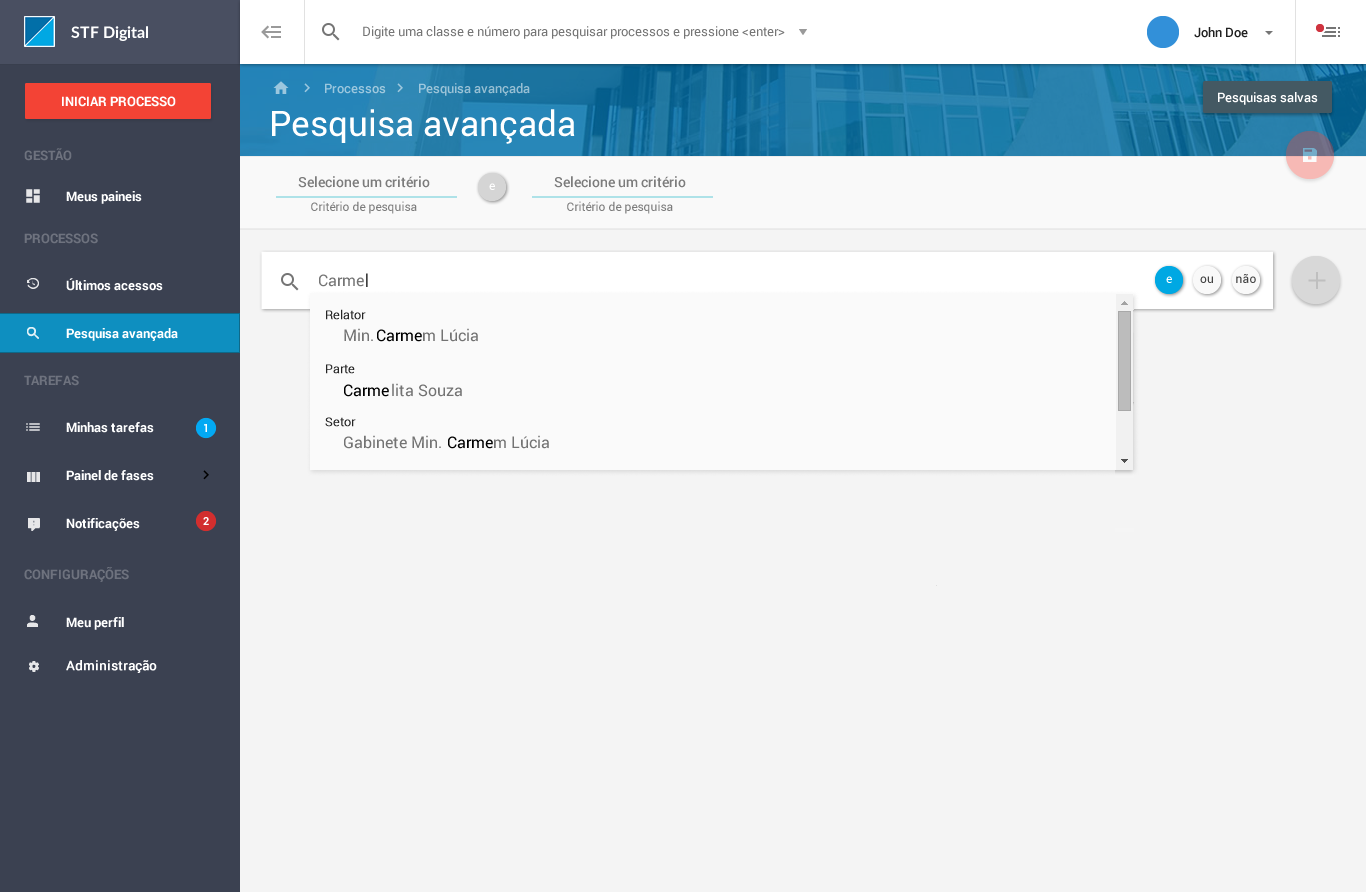 STF Digital
Digite uma classe e número para pesquisar processos e pressione <enter>
John Doe
INICIAR PROCESSO
GESTÃO
Meus paineis
PROCESSOS
Últimos acessos
Pesquisa avançada
TAREFAS
Minhas tarefas 1
Painel de fases
Notificações 2
CONFIGURAÇÕES
Meu perfil
Administração
Processos Pesquisa avançada
Pesquisa avançada
Pesquisas salvas
Selecione um critério e Selecione um critério
Critério de pesquisa Critério de pesquisa
Carme e ou não
Relator
Min. Carmem Lúcia
Parte
Carmelita Souza
Setor
Gabinete Min. Carmem Lúcia